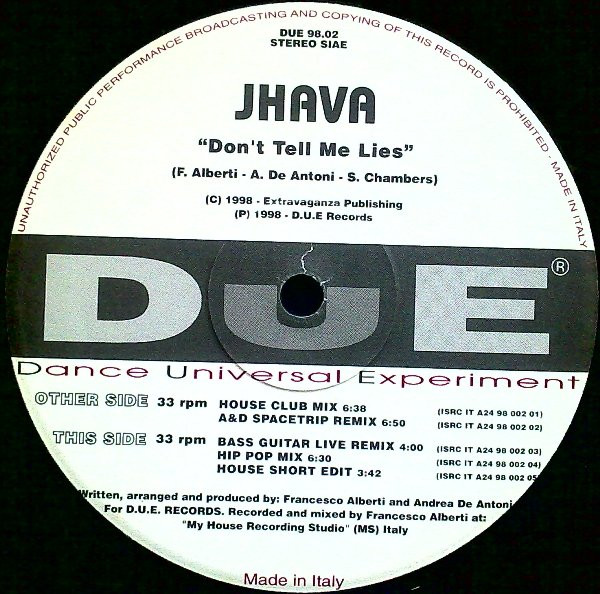 UNAUTHORIZED PUBLIC PERFORMANCE BROADCASTING AND COPYING OF THIS RECORD IS PROHIBITED - MADE IN ITALY
DUE 98.02
STEREO SIAE
JHAVA
"Don't Tell Me Lies"
(F. Alberti - A. De Antoni - S. Chambers)
(C) 1998 - Extravaganza Publishing
(P) 1998 - D.U.E Records
DUE ®
Dance Universal Experiment
OTHER SIDE 33 rpm HOUSE CLUB MIX 6:38 (ISRC IT A24 98 002 01)
A&D SPACETRIP REMIX 6:50 (ISRC IT A24 98 002 02)
THIS SIDE 33 rpm BASS GUITAR LIVE REMIX 4:00 (ISRC IT A24 98 002 03)
HIP POP MIX 6:30 (ISRC IT A24 98 002 04)
HOUSE SHORT EDIT 3:42 (ISRC IT A24 98 002 05)
Written, arranged and produced by: Francesco Alberti and Andrea De Antoni
For D.U.E. RECORDS. Recorded and mixed by Francesco Alberti at:
"My House Recording Studio" (MS) Italy
Made in Italy